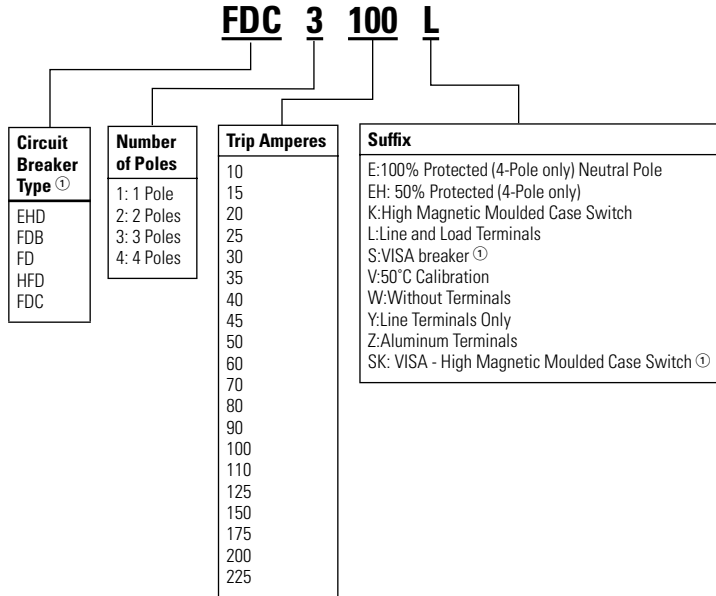 FDC 3 100 L
Circuit
Breaker
Type ①
EHD
FDB
FD
HFD
FDC
Number
of Poles
1: 1 Pole
2: 2 Poles
3: 3 Poles
4: 4 Poles
Trip Amperes
10
15
20
25
30
35
40
45
50
60
70
80
90
100
110
125
150
175
200
225
Suffix
E:100% Protected (4-Pole only) Neutral Pole
EH: 50% Protected (4-Pole only)
K:High Magnetic Moulded Case Switch
L:Line and Load Terminals
S:VISA breaker ①
V:50˚C Calibration
W:Without Terminals
Y:Line Terminals Only
Z:Aluminum Terminals
SK: VISA - High Magnetic Moulded Case Switch ①